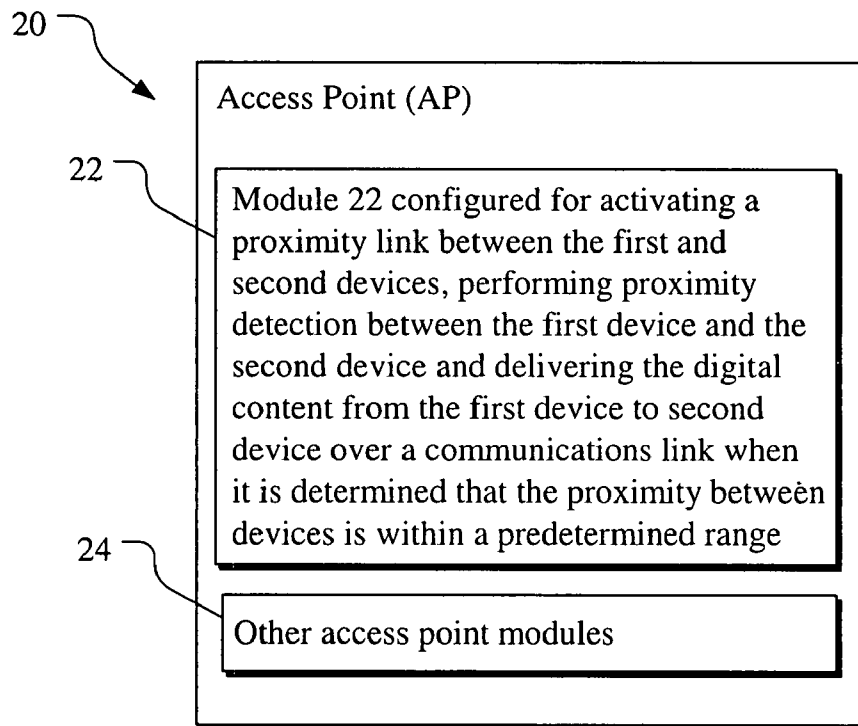 20
Access Point (AP)
22
Module 22 configured for activating a
proximity link between the first and
second devices, performing proximity
detection between the first device and the
second device and delivering the digital
content from the first device to second
device over a communications link when
it is determined that the proximity between
devices is within a predetermined range
24
Other access point modules